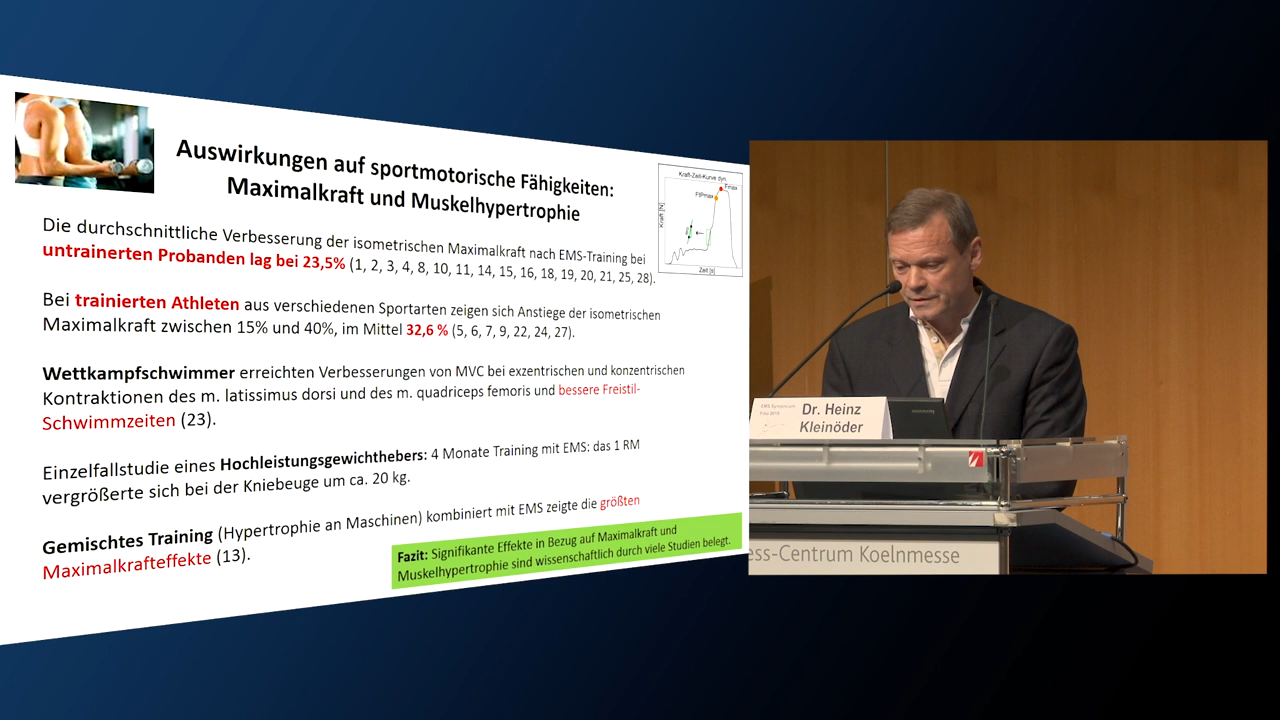 Auswirkungen auf sportmotorische Fähigkeiten:
Maximalkraft und Muskelhypertrophie
Kraft-Zeit-Kurve dyn.
Fmax
Kraft [N]
Zeit [s]
Die durchschnittliche Verbesserung der isometrischen Maximalkraft nach EMS-Training bei
untrainierten Probanden lag bei 23,5% (1, 2, 3, 4, 8, 10, 11, 14, 15, 16, 18, 19, 20, 21, 25, 28).
Bei trainierten Athleten aus verschiedenen Sportarten zeigen sich Anstiege der isometrischen
Maximalkraft zwischen 15% und 40%, im Mittel 32,6 % (5, 6, 7, 9, 22, 24, 27).
Wettkampfschwimmer erreichten Verbesserungen von MVC bei exzentrischen und konzentrischen
Kontraktionen des m. latissimus dorsi und des m. quadriceps femoris und bessere Freistil-
Schwimmzeiten (23).
Einzelfallstudie eines Hochleistungsgewichthebers: 4 Monate Training mit EMS: das 1 RM
vergrößerte sich bei der Kniebeuge um ca. 20 kg.
Gemischtes Training (Hypertrophie an Maschinen) kombiniert mit EMS zeigte die größten
Maximalkrafteffekte (13).
Fazit: Signifikante Effekte in Bezug auf Maximalkraft und
Muskelhypertrophie sind wissenschaftlich durch viele Studien belegt.
EMS Symposium
Dr. Heinz
Kleinöder
ess-Centrum Koelnmesse